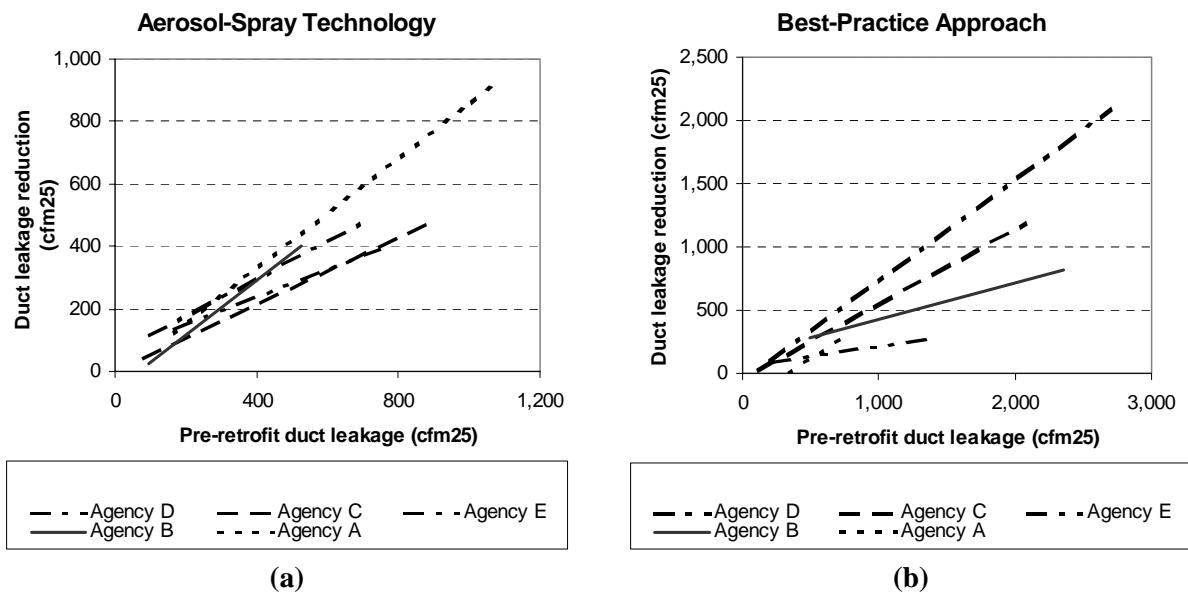 Aerosol-Spray Technology
1,000
800
600
400
200
0
0 400 800 1,200
Duct leakage reduction
(cfm25)
Pre-retrofit duct leakage (cfm25)
Agency D Agency C Agency E
Agency B Agency A
(a)
Best-Practice Approach
2,500
2,000
1,500
1,000
500
0
0 1,000 2,000 3,000
Duct leakage reduction (cfm25)
Pre-retrofit duct leakage (cfm25)
Agency D Agency C Agency E
Agency B Agency A
(b)